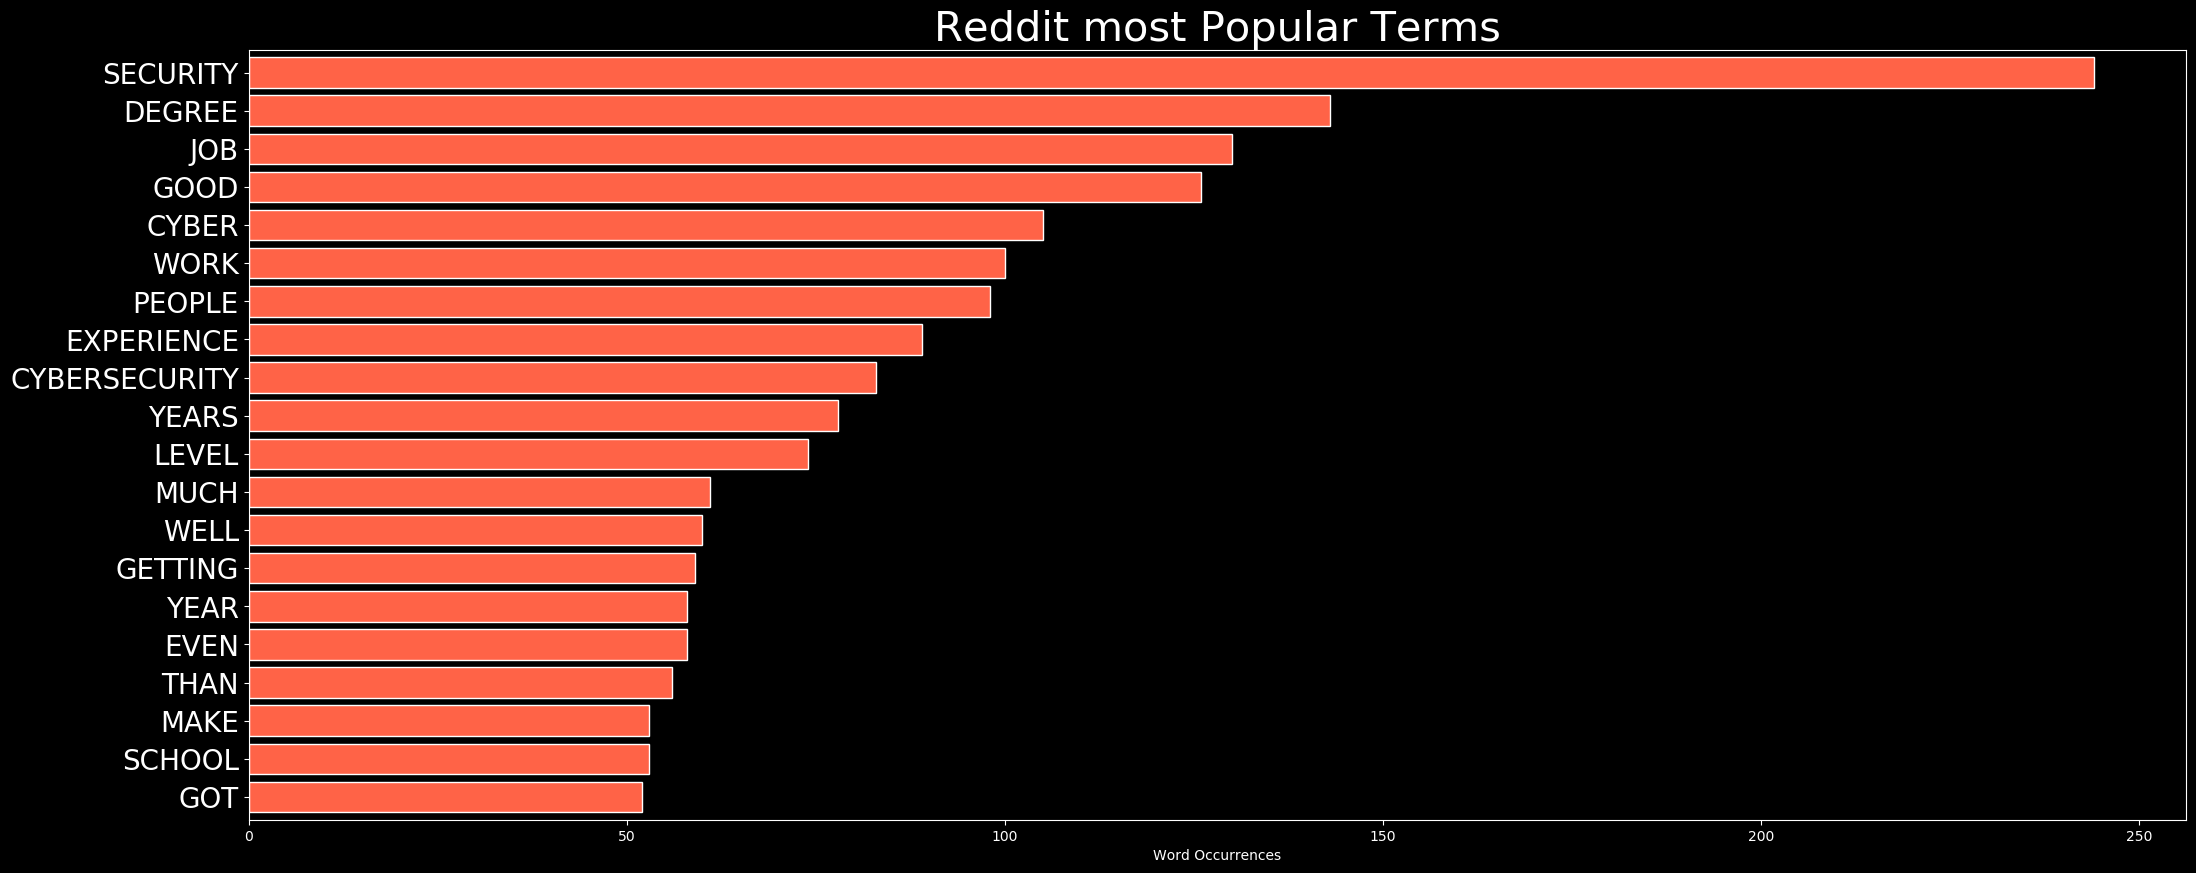 Reddit most Popular Terms
SECURITY
DEGREE
JOB
GOOD
CYBER
WORK
PEOPLE
EXPERIENCE
CYBERSECURITY
YEARS
LEVEL
MUCH
WELL
GETTING
YEAR
EVEN
THAN
MAKE
SCHOOL
GOT
0 50 100 150 200 250
Word Occurrences